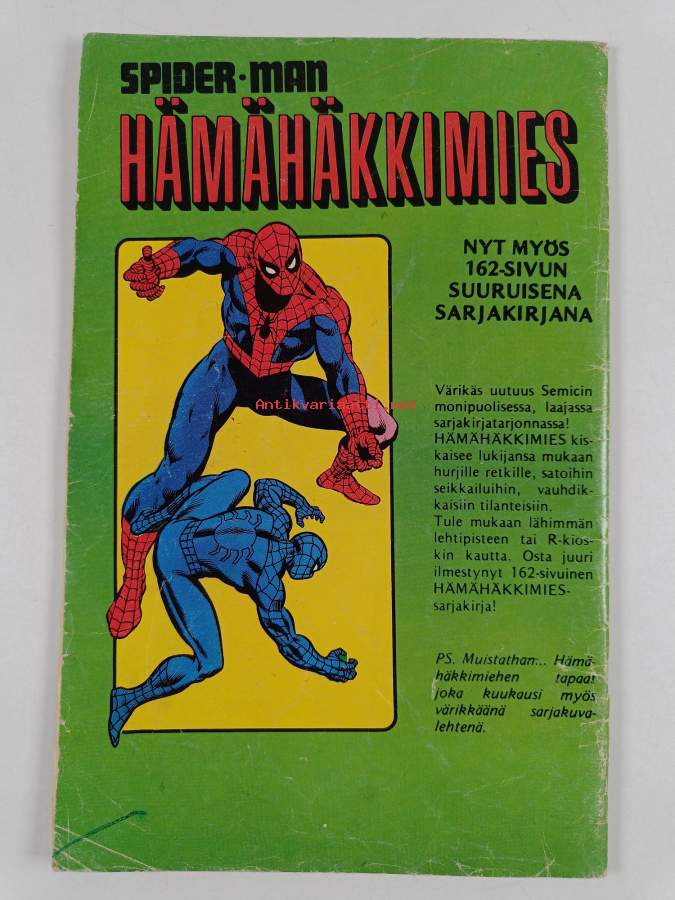 SPIDER·MAN
HÄMÄHÄKKIMIES
NYT MYÖS
162-SIVUN
SUURUISENA
SARJAKIRJANA
Antikvariaatti.net
Värikäs uutuus Semicin
monipuolisessa, laajassa
sarjakirjatarjonnassa!
HÄMÄHÄKKIMIES kis-
kaisee lukijansa mukaan
hurjille retkille, satoihin
seikkailuihin, vauhdik-
kaisiin tilanteisiin.
Tule mukaan lähimmän
lehtipisteen tai R-kios-
kin kautta. Osta juuri
ilmestynyt 162-sivuinen
HÄMÄHÄKKIMIES-
sarjakirja!
PS. Muistathan... Hämä-
häkkimiehen tapaat
joka kuukausi myös
värikkäänä sarjakuva-
lehtenä.